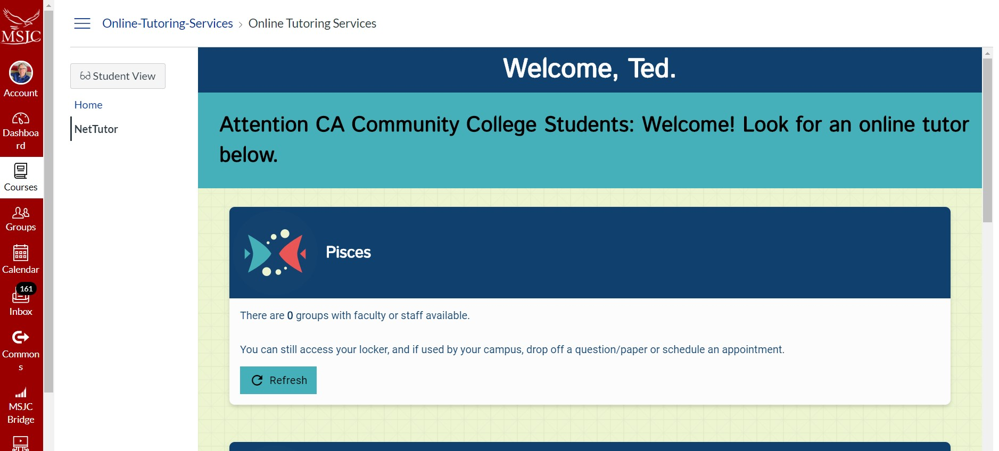 MSJC
Account
Dashboa
rd
Courses
Groups
Calendar
161
Inbox
Common
s
MSJC
Bridge
Online-Tutoring-Services › Online Tutoring Services
Student View
Home
NetTutor
Welcome, Ted.
Attention CA Community College Students: Welcome! Look for an online tutor
below.
Pisces
There are 0 groups with faculty or staff available.
You can still access your locker, and if used by your campus, drop off a question/paper or schedule an appointment.
Refresh